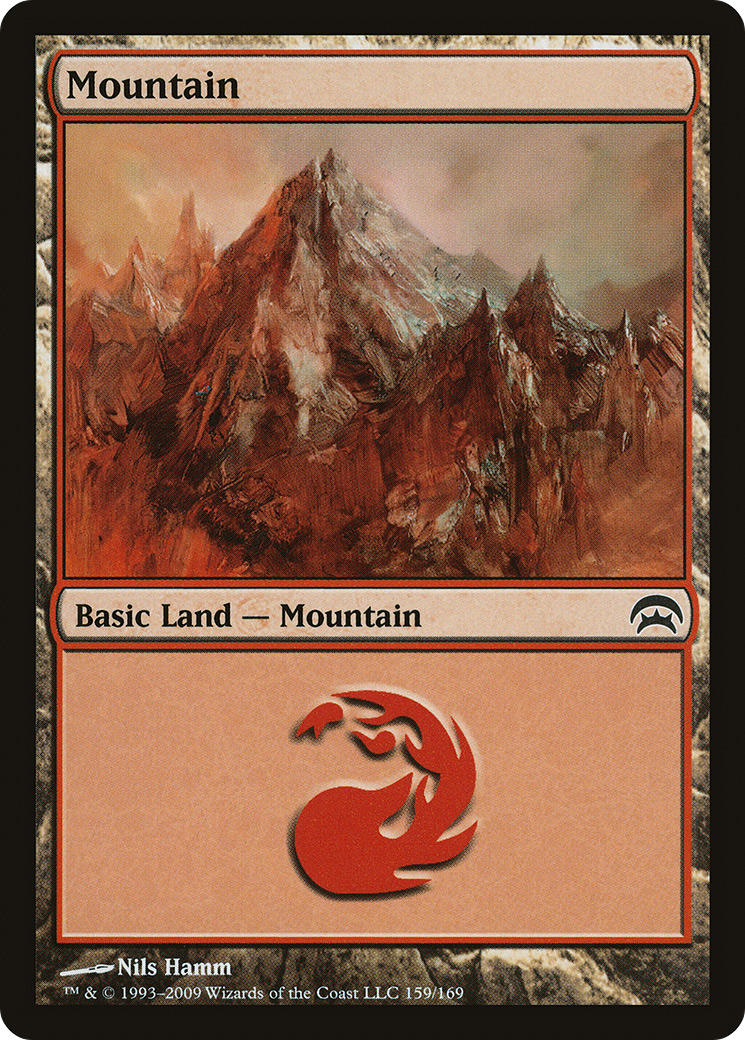 Mountain
Basic Land — Mountain
Nils Hamm
™ & © 1993–2009 Wizards of the Coast LLC 159/169